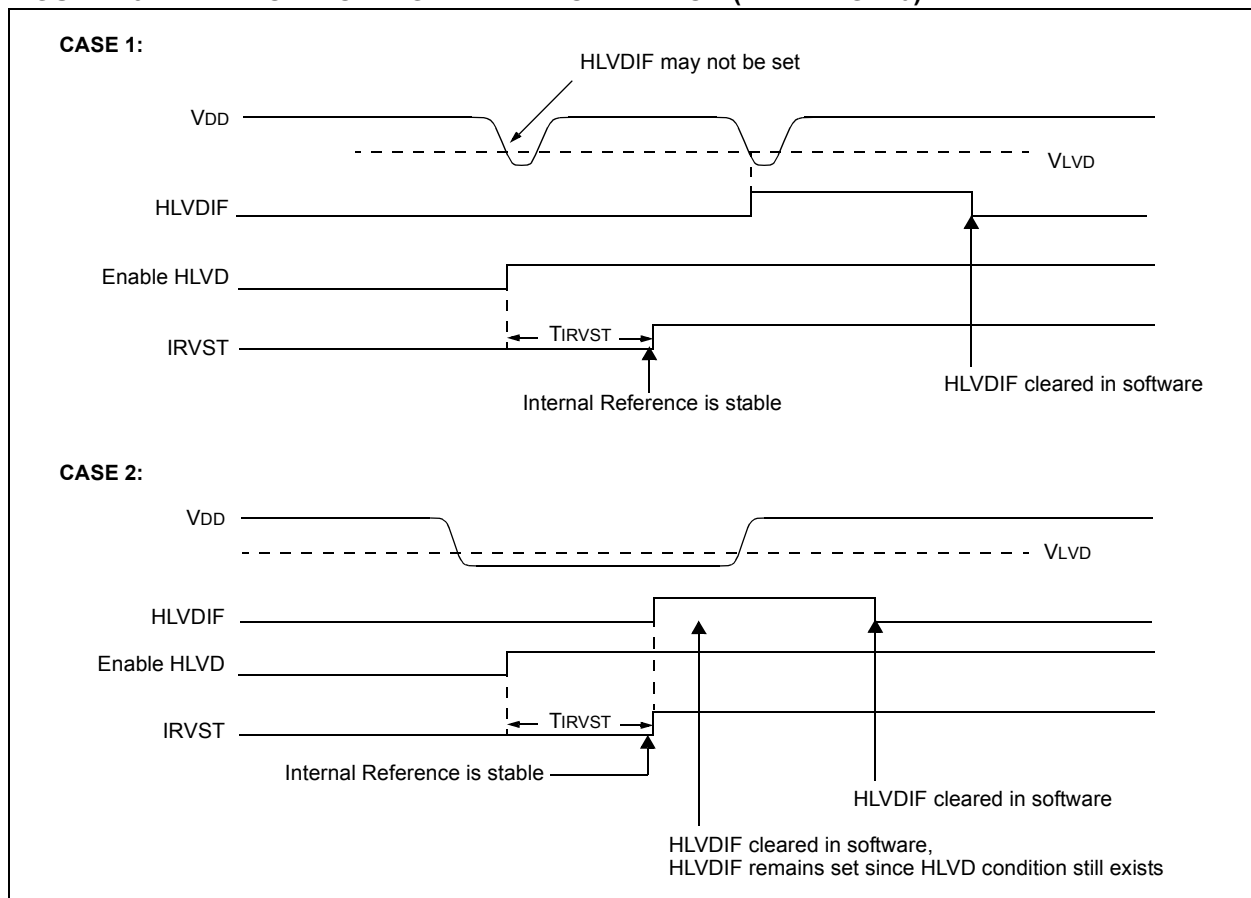 CASE 1:
HLVDIF may not be set
VDD
VLVD
HLVDIF
Enable HLVD
TIRVST
IRVST
HLVDIF cleared in software
Internal Reference is stable
CASE 2:
VDD
VLVD
HLVDIF
Enable HLVD
TIRVST
IRVST
Internal Reference is stable
HLVDIF cleared in software
HLVDIF cleared in software,
HLVDIF remains set since HLVD condition still exists